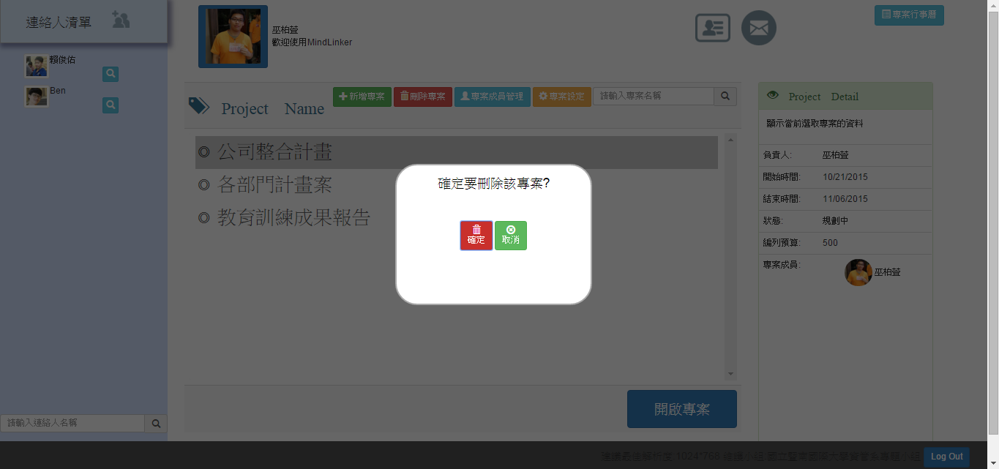 連絡人清單
賴俊佑
Ben
請輸入連絡人名稱
巫柏萱
歡迎使用MindLinker
專案行事曆
Project Name
新增專案
刪除專案
專案成員管理
專案設定
請輸入專案名稱
公司整合計畫
各部門計畫案
教育訓練成果報告
確定要刪除該專案?
確定
取消
開啟專案
Project Detail
顯示當前選取專案的資料
負責人: 巫柏萱
開始時間: 10/21/2015
結束時間: 11/06/2015
狀態: 規劃中
編列預算: 500
專案成員: 巫柏萱
1024*768
Log Out